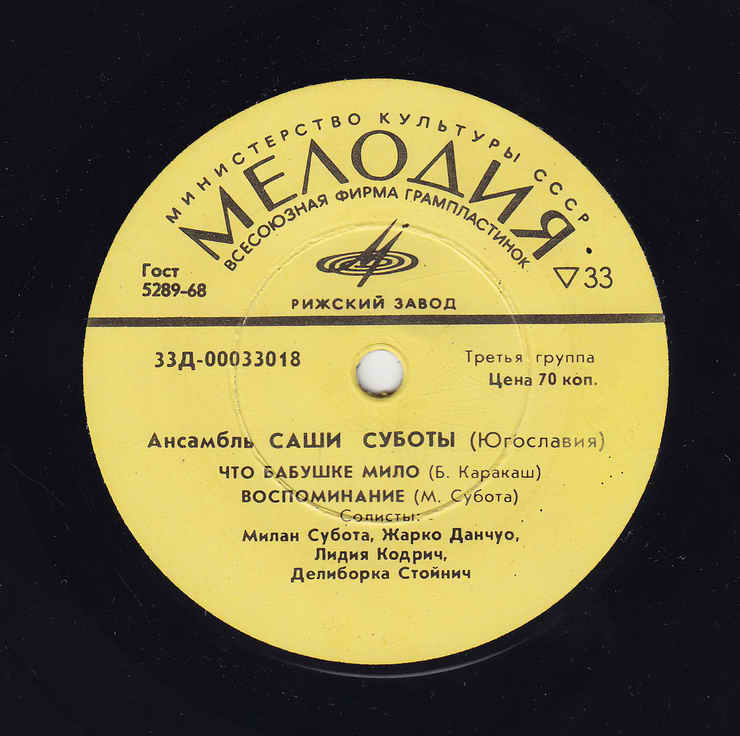 МИНИСТЕРСТВО КУЛЬТУРЫ СССР
МЕЛОДИЯ
ВСЕСОЮЗНАЯ ФИРМА ГРАМПЛАСТИНОК
Гост
5289-68
▽33
РИЖСКИЙ ЗАВОД
33Д-00033018
Третья группа
Цена 70 коп.
Ансамбль САШИ СУБОТЫ (Югославия)
ЧТО БАБУШКЕ МИЛО (Б. Каракаш)
ВОСПОМИНАНИЕ (М. Субота)
Солисты:
Милан Субота, Жарко Данчуо,
Лидия Кодрич,
Делиборка Стойнич